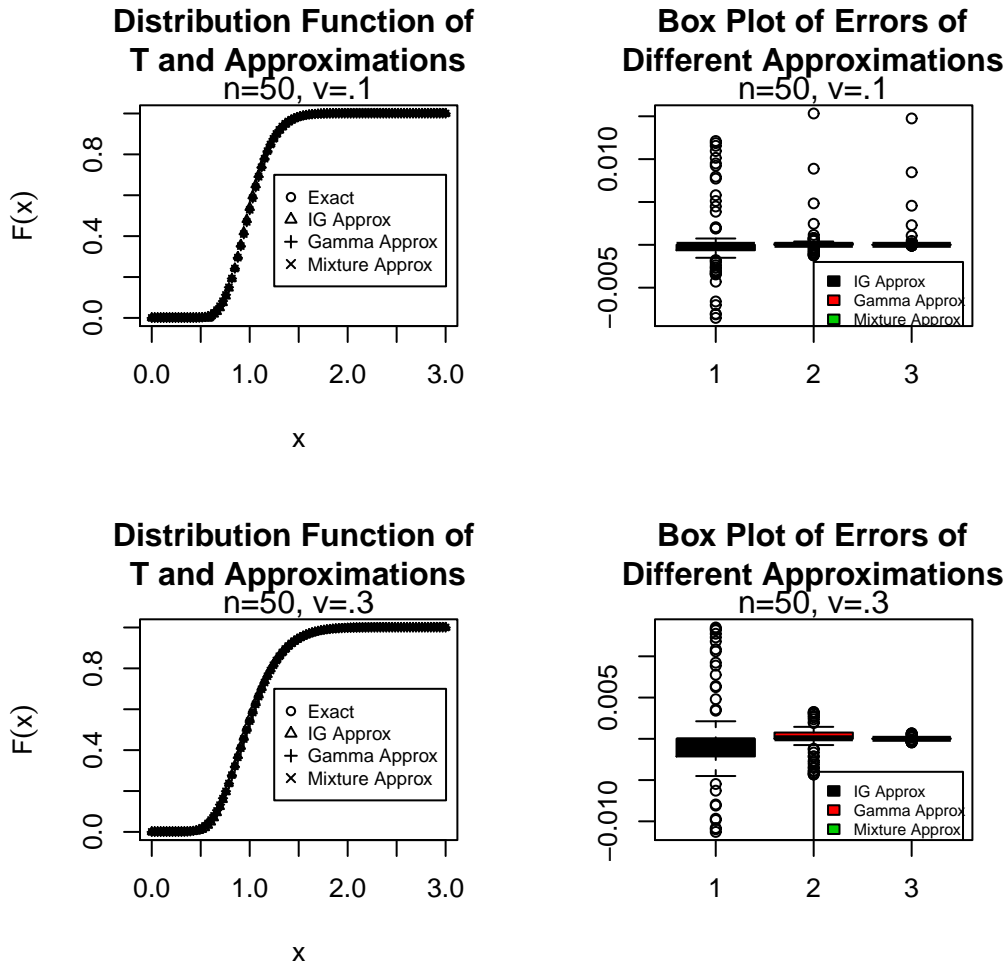 Distribution Function of
T and Approximations
n=50, v=.1
F(x)
0.8
0.4
0.0
Exact
IG Approx
Gamma Approx
Mixture Approx
0.0 1.0 2.0 3.0
x
Box Plot of Errors of
Different Approximations
n=50, v=.1
0.010
−0.005
IG Approx
Gamma Approx
Mixture Approx
1 2 3
Distribution Function of
T and Approximations
n=50, v=.3
F(x)
0.8
0.4
0.0
Exact
IG Approx
Gamma Approx
Mixture Approx
0.0 1.0 2.0 3.0
x
Box Plot of Errors of
Different Approximations
n=50, v=.3
0.005
−0.010
IG Approx
Gamma Approx
Mixture Approx
1 2 3